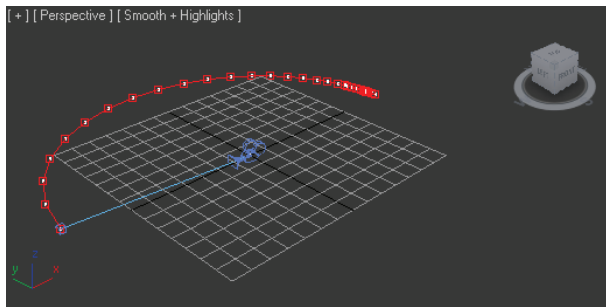 [ + ] [ Perspective ] [ Smooth + Highlights ]
z
y
x